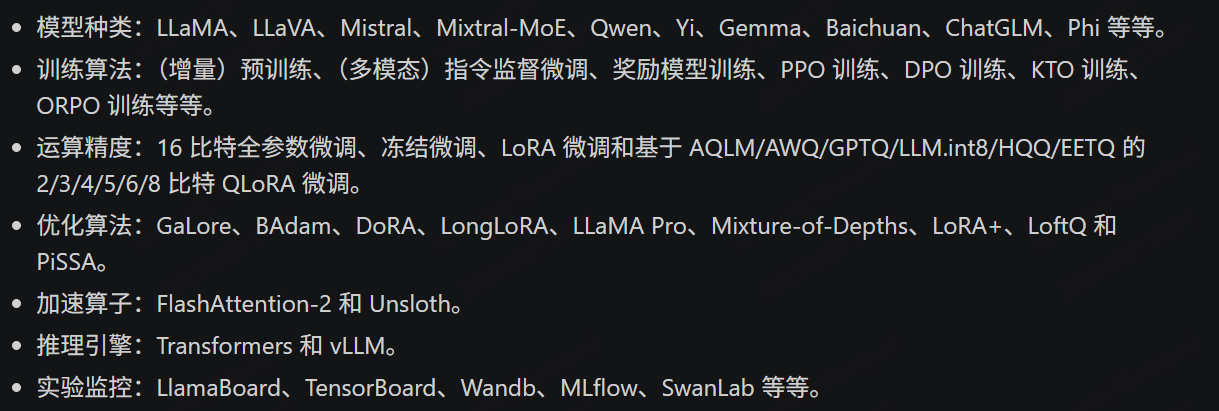 • 模型种类：LLaMA、LLaVA、Mistral、Mixtral-MoE、Qwen、Yi、Gemma、Baichuan、ChatGLM、Phi 等等。
• 训练算法：（增量）预训练、（多模态）指令监督微调、奖励模型训练、PPO 训练、DPO 训练、KTO 训练、
ORPO 训练等等。
• 运算精度：16 比特全参数微调、冻结微调、LoRA 微调和基于 AQLM/AWQ/GPTQ/LLM.int8/HQQ/EETQ 的
2/3/4/5/6/8 比特 QLoRA 微调。
• 优化算法：GaLore、BAdam、DoRA、LongLoRA、LLaMA Pro、Mixture-of-Depths、LoRA+、LoftQ 和
PiSSA。
• 加速算子：FlashAttention-2 和 Unsloth。
• 推理引擎：Transformers 和 vLLM。
• 实验监控：LlamaBoard、TensorBoard、Wandb、MLflow、SwanLab 等等。